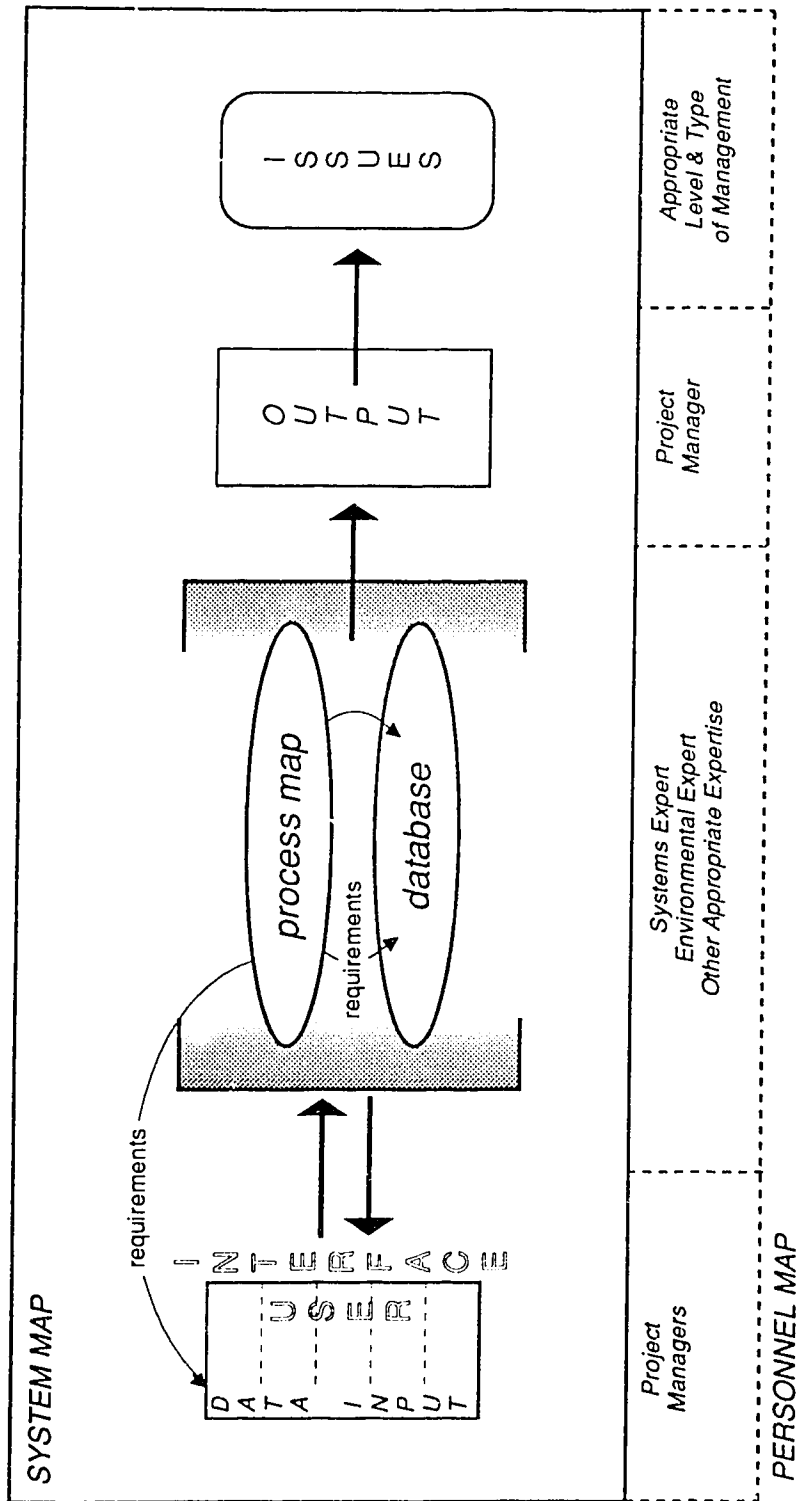 SYSTEM MAP
requirements
DATA INPUT
USER
INTERFACE
process map
requirements
database
OUTPUT
ISSUES
Project
Managers
Systems Expert
Environmental Expert
Other Appropriate Expertise
Project
Manager
Appropriate
Level & Type
of Management
PERSONNEL MAP